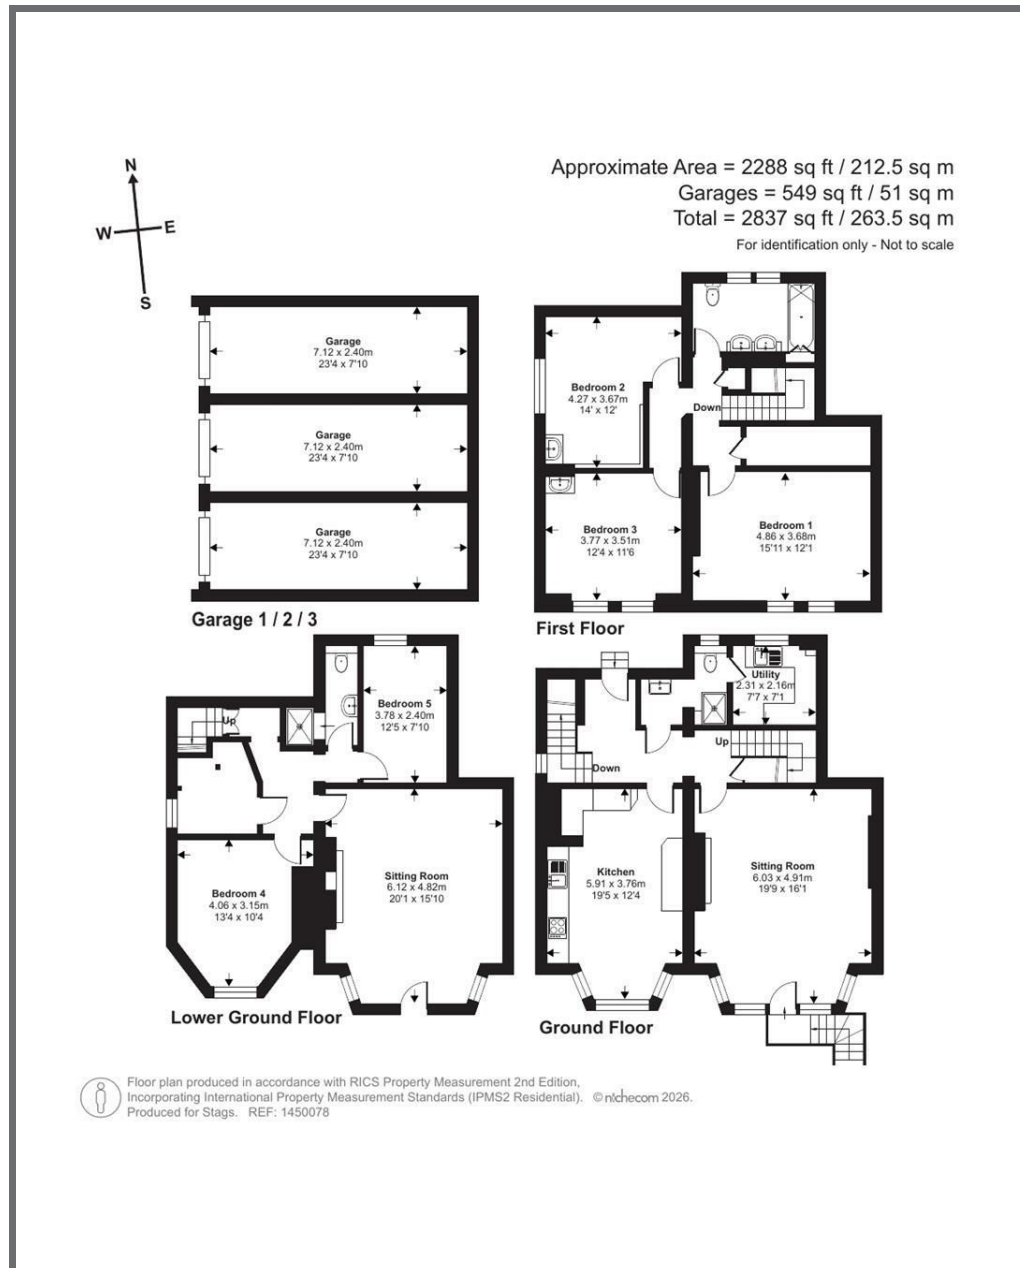 Approximate Area = 2288 sq ft / 212.5 sq m
Garages = 549 sq ft / 51 sq m
Total = 2837 sq ft / 263.5 sq m
For identification only - Not to scale
N
W
E
S
Garage
7.12 x 2.40m
23'4 x 7'10
Garage
7.12 x 2.40m
23'4 x 7'10
Garage
7.12 x 2.40m
23'4 x 7'10
Garage 1 / 2 / 3
Bedroom 2
4.27 x 3.67m
14' x 12'
Down
Bedroom 3
3.77 x 3.51m
12'4 x 11'6
Bedroom 1
4.86 x 3.68m
15'11 x 12'1
First Floor
Up
Bedroom 5
3.78 x 2.40m
12'5 x 7'10
Bedroom 4
4.06 x 3.15m
13'4 x 10'4
Sitting Room
6.12 x 4.82m
20'1 x 15'10
Lower Ground Floor
Utility
2.31 x 2.16m
7'7 x 7'1
Up
Down
Kitchen
5.91 x 3.76m
19'5 x 12'4
Sitting Room
6.03 x 4.91m
19'9 x 16'1
Ground Floor
Floor plan produced in accordance with RICS Property Measurement 2nd Edition,
Incorporating International Property Measurement Standards (IPMS2 Residential). © nichecom 2026.
Produced for Stags. REF: 1450078